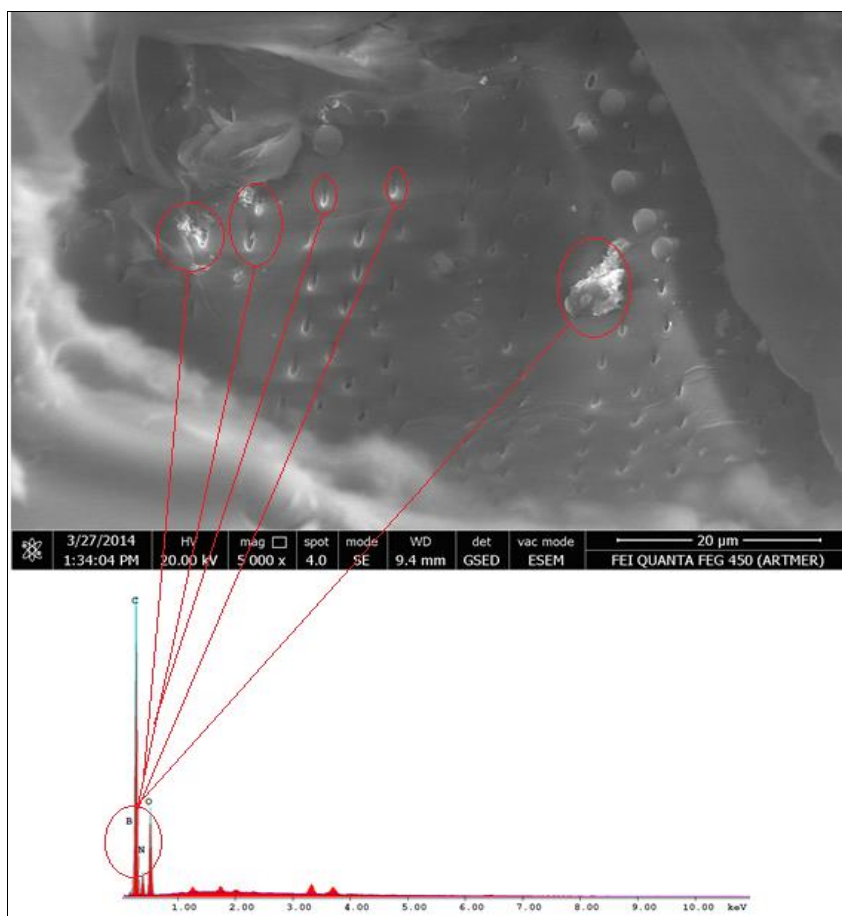 3/27/2014 HV mag spot mode WD det vac mode 20 µm
1:34:04 PM 20.00 kV 5 000 x 4.0 SE 9.4 mm GSED ESEM FEI QUANTA FEG 450 (ARTMER)
C
O
B
N
1.00 2.00 3.00 4.00 5.00 6.00 7.00 8.00 9.00 10.00 keV